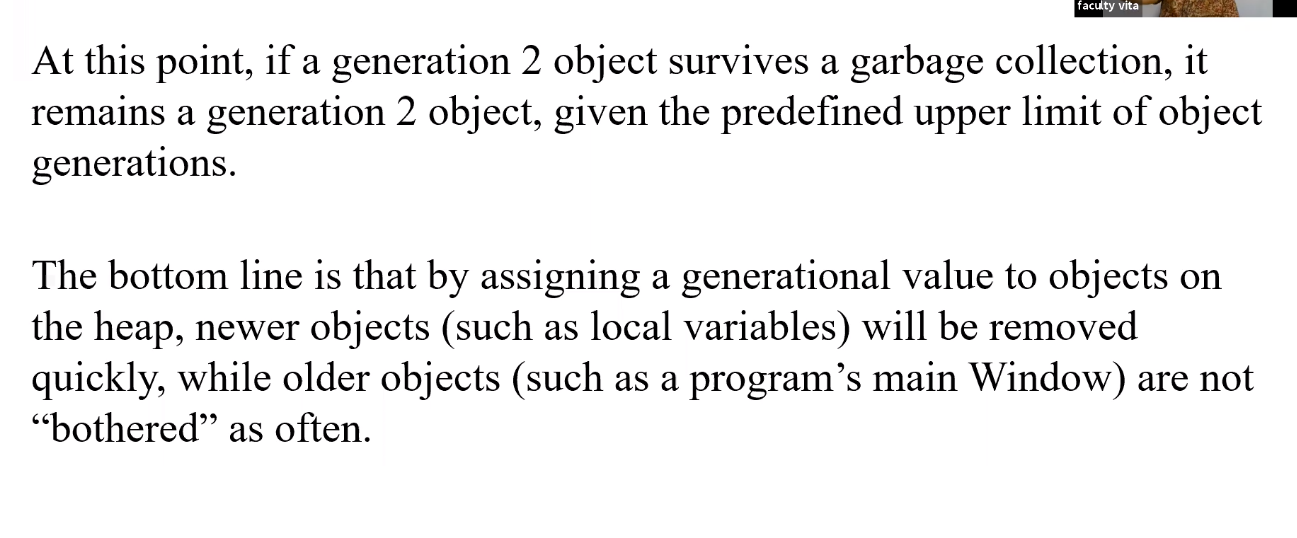 faculty vita
At this point, if a generation 2 object survives a garbage collection, it
remains a generation 2 object, given the predefined upper limit of object
generations.
The bottom line is that by assigning a generational value to objects on
the heap, newer objects (such as local variables) will be removed
quickly, while older objects (such as a program’s main Window) are not
“bothered” as often.